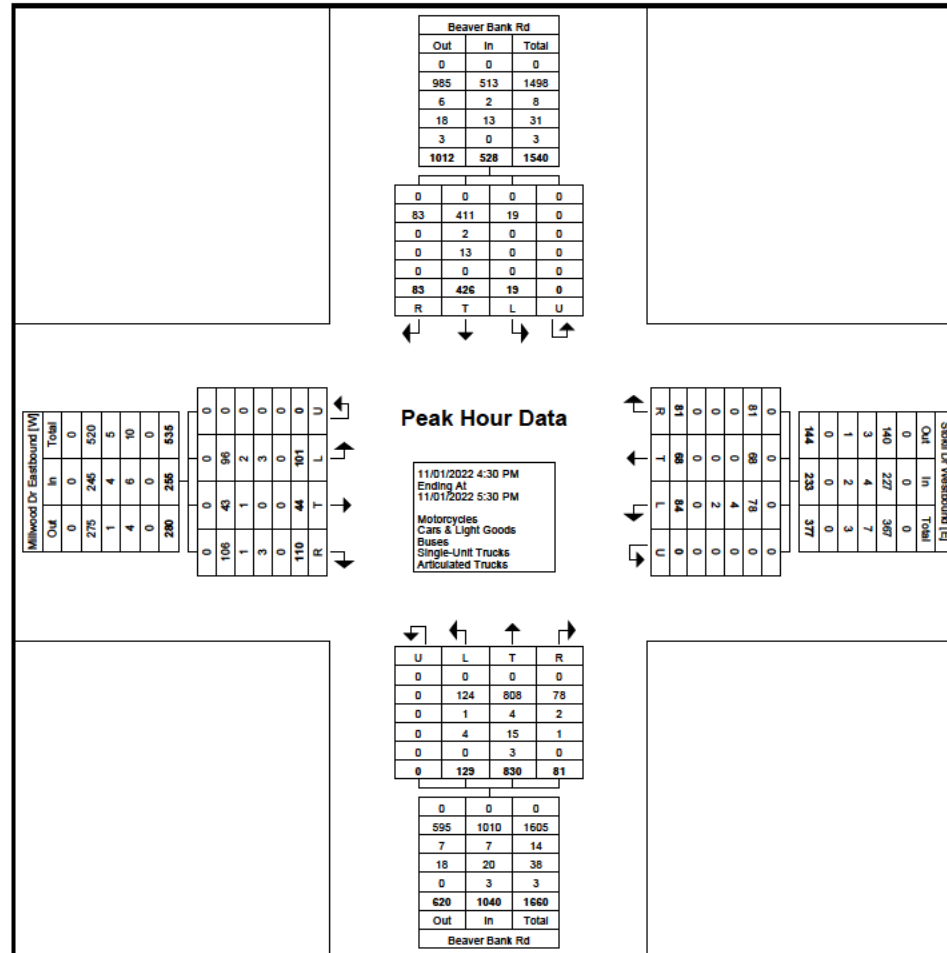 Beaver Bank Rd
Out In Total
0 0 0
985 513 1498
6 2 8
18 13 31
3 0 3
1012 528 1540
0 0 0 0
83 411 19 0
0 2 0 0
0 13 0 0
0 0 0 0
83 426 19 0
R T L U
Millwood Dr Eastbound [W]
Total 0 520 5 10 0 535
In 0 245 4 6 0 255
Out 0 275 1 4 0 280
0 0 0 0 0 0 U
0 96 2 3 0 101 L
0 43 1 0 0 44 T
0 106 1 3 0 110 R
Peak Hour Data
11/01/2022 4:30 PM
Ending At
11/01/2022 5:30 PM
Motorcycles
Cars & Light Goods
Buses
Single-Unit Trucks
Articulated Trucks
R 81 0 0 0 81 0
T 68 0 0 0 68 0
L 84 0 2 4 78 0
U 0 0 0 0 0 0
144 0 1 3 140 0 Out
233 0 2 4 227 0 In
377 0 3 7 367 0 Total
U L T R
0 0 0 0
0 124 808 78
0 1 4 2
0 4 15 1
0 0 3 0
0 129 830 81
0 0 0
595 1010 1605
7 7 14
18 20 38
0 3 3
620 1040 1660
Out In Total
Beaver Bank Rd